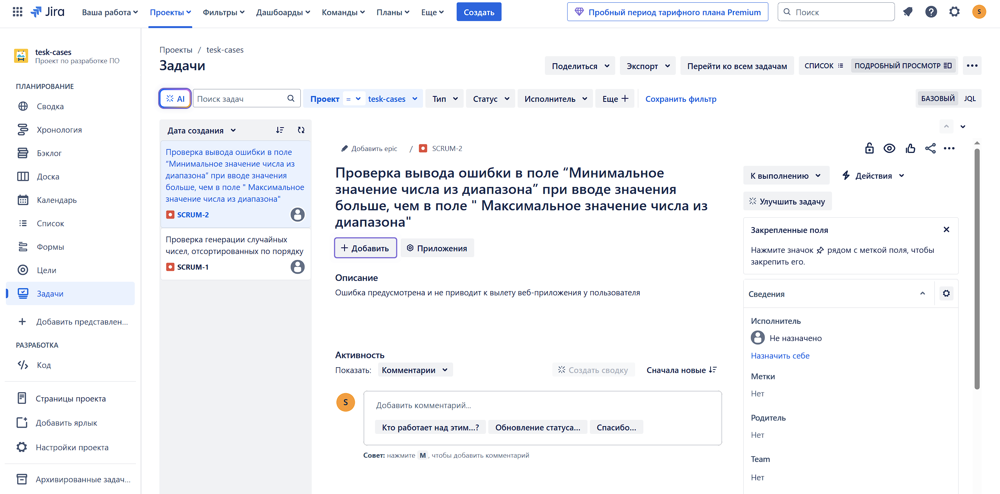 Jira
Ваша работа
Проекты
Фильтры
Дашборды
Команды
Планы
Еще
Создать
Пробный период тарифного плана Premium
Поиск
S
tesk-cases
Проект по разработке ПО
ПЛАНИРОВАНИЕ
Сводка
Хронология
Бэклог
Доска
Календарь
Список
Формы
Цели
Задачи
Добавить представлен...
РАЗРАБОТКА
Код
Страницы проекта
Добавить ярлык
Настройки проекта
Архивированные задач...
Проекты / tesk-cases
Задачи
Поделиться
Экспорт
Перейти ко всем задачам
СПИСОК
ПОДРОБНЫЙ ПРОСМОТР
AI
Поиск задач
Проект = tesk-cases
Тип
Статус
Исполнитель
Еще
Сохранить фильтр
БАЗОВЫЙ
JQL
Дата создания
Проверка вывода ошибки в поле
“Минимальное значение числа из
диапазона” при вводе значения
больше, чем в поле " Максимальное
значение числа из диапазона"
SCRUM-2
Проверка генерации случайных
чисел, отсортированных по порядку
SCRUM-1
Добавить epic / SCRUM-2
Проверка вывода ошибки в поле “Минимальное
значение числа из диапазона” при вводе значения
больше, чем в поле " Максимальное значение числа из
диапазона"
Добавить
Приложения
Описание
Ошибка предусмотрена и не приводит к вылету веб-приложения у пользователя
Активность
Показать:
Комментарии
Создать сводку
Сначала новые
S
Добавить комментарий...
Кто работает над этим...?
Обновление статуса...
Спасибо...
Совет: нажмите M , чтобы добавить комментарий
К выполнению
Действия
Улучшить задачу
Закрепленные поля
Нажмите значок рядом с меткой поля, чтобы
закрепить его.
Сведения
Исполнитель
Не назначено
Назначить себе
Метки
Нет
Родитель
Нет
Team
Нет